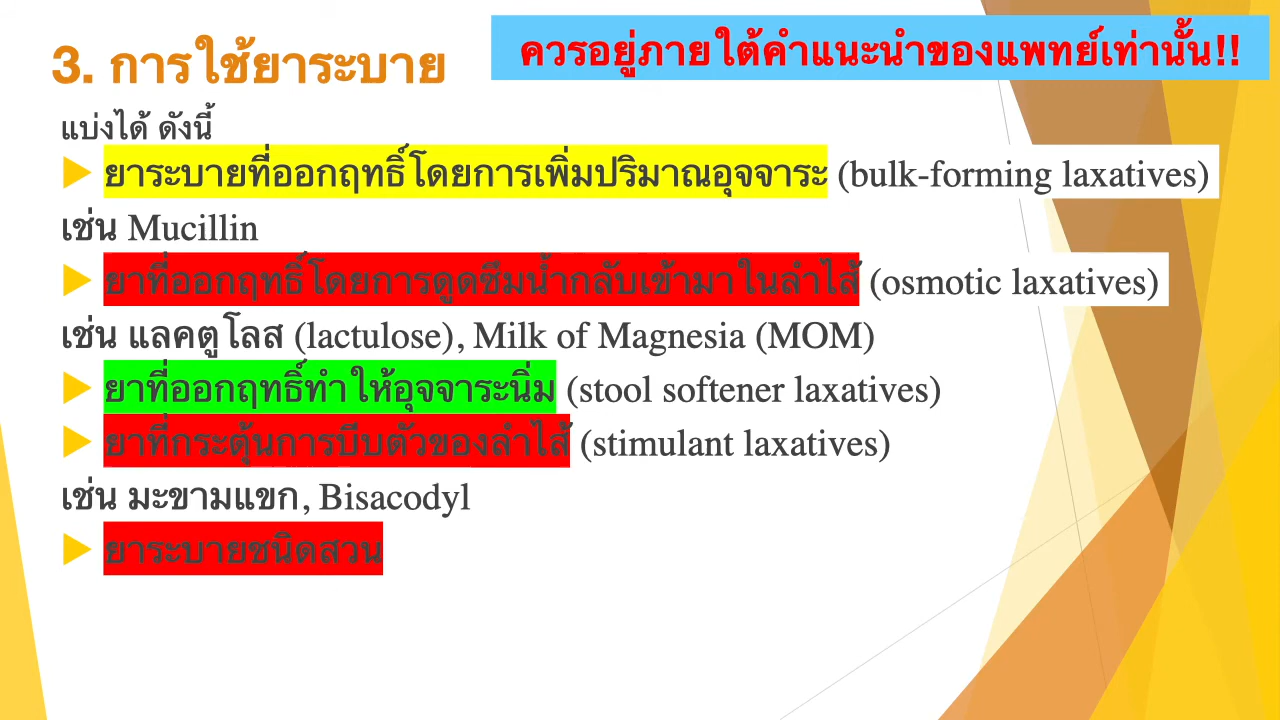 3. การใช้ยาระบาย
ควรอยู่ภายใต้คำแนะนำของแพทย์เท่านั้น!!
แบ่งได้ ดังนี้
ยาระบายที่ออกฤทธิ์โดยการเพิ่มปริมาณอุจจาระ (bulk-forming laxatives)
เช่น Mucillin
ยาที่ออกฤทธิ์โดยการดูดซึมน้ำกลับเข้ามาในลำไส้ (osmotic laxatives)
เช่น แลคตูโลส (lactulose), Milk of Magnesia (MOM)
ยาที่ออกฤทธิ์ทำให้อุจจาระนิ่ม (stool softener laxatives)
ยาที่กระตุ้นการบีบตัวของลำไส้ (stimulant laxatives)
เช่น มะขามแขก, Bisacodyl
ยาระบายชนิดสวน